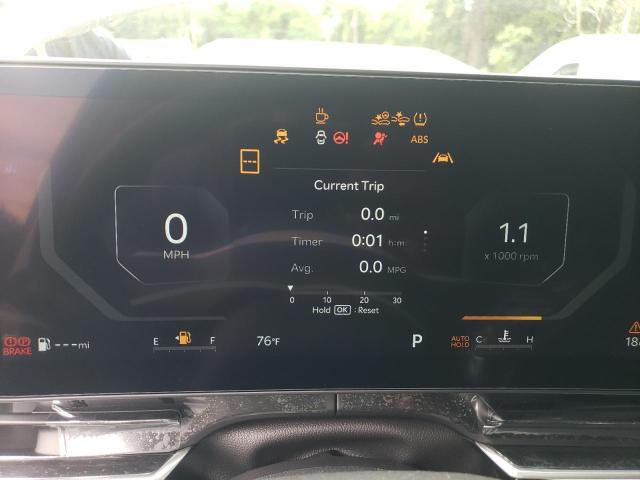 ABS
Current Trip
Trip 0.0 mi
Timer 0:01 h:m
Avg. 0.0 MPG
0 10 20 30
Hold OK : Reset
0
MPH
1.1
x 1000 rpm
BRAKE
---mi
E F
76°F
P
AUTO HOLD
C H